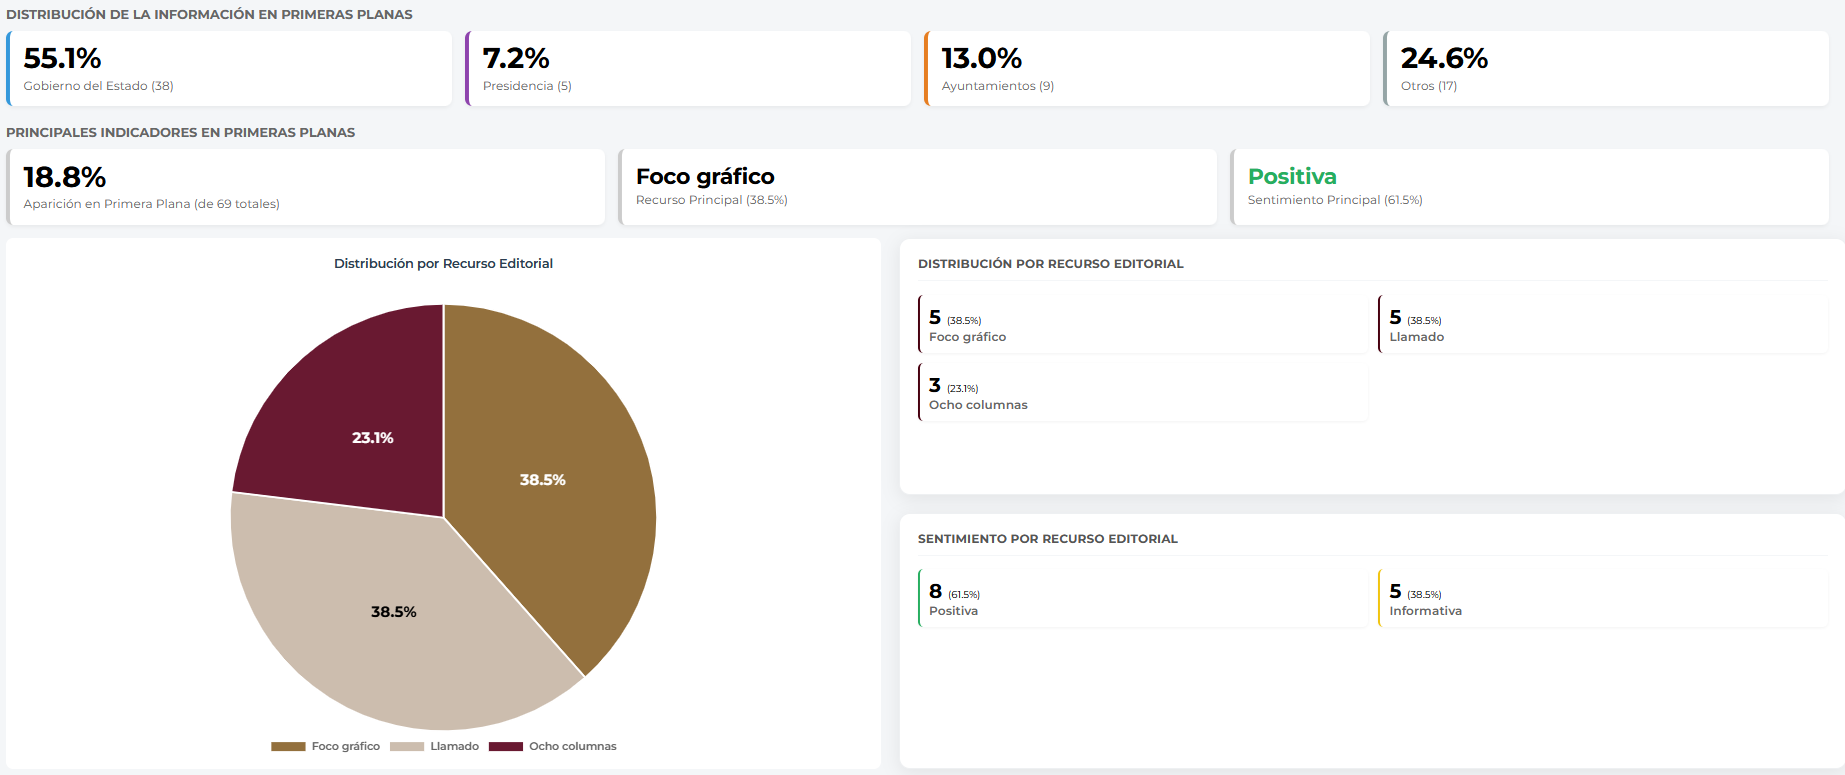 DISTRIBUCIÓN DE LA INFORMACIÓN EN PRIMERAS PLANAS
55.1%
Gobierno del Estado (38)
7.2%
Presidencia (5)
13.0%
Ayuntamientos (9)
24.6%
Otros (17)
PRINCIPALES INDICADORES EN PRIMERAS PLANAS
18.8%
Aparición en Primera Plana (de 69 totales)
Foco gráfico
Recurso Principal (38.5%)
Positiva
Sentimiento Principal (61.5%)
Distribución por Recurso Editorial
23.1%
38.5%
38.5%
Foco gráfico
Llamado
Ocho columnas
DISTRIBUCIÓN POR RECURSO EDITORIAL
5 (38.5%)
Foco gráfico
5 (38.5%)
Llamado
3 (23.1%)
Ocho columnas
SENTIMIENTO POR RECURSO EDITORIAL
8 (61.5%)
Positiva
5 (38.5%)
Informativa